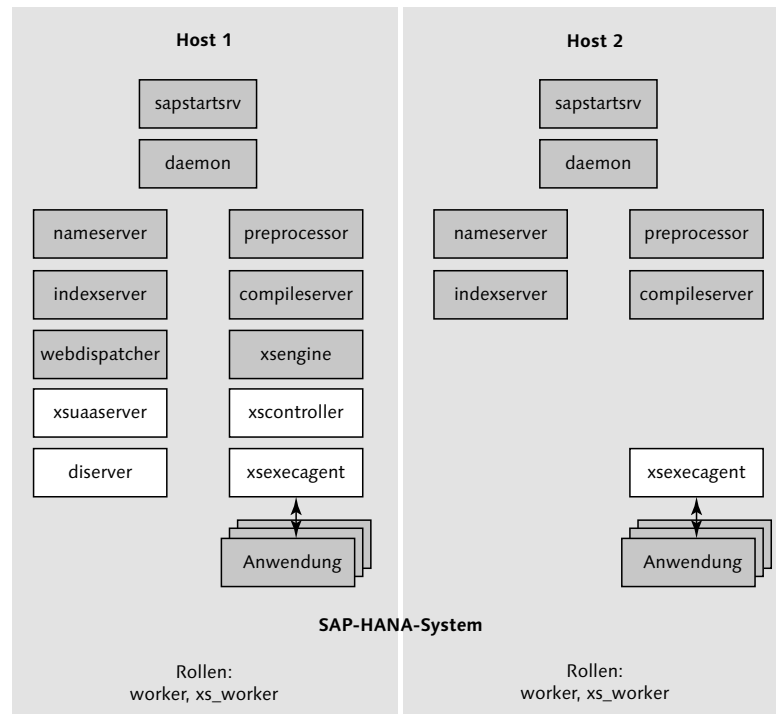 Host 1
sapstartsrv
daemon
nameserver
preprocessor
indexserver
compileserver
webdispatcher
xsengine
xsuaaserver
xscontroller
diserver
xsexecagent
Anwendung
Rollen:
worker, xs_worker
Host 2
sapstartsrv
daemon
nameserver
preprocessor
indexserver
compileserver
xsexecagent
Anwendung
Rollen:
worker, xs_worker
SAP-HANA-System